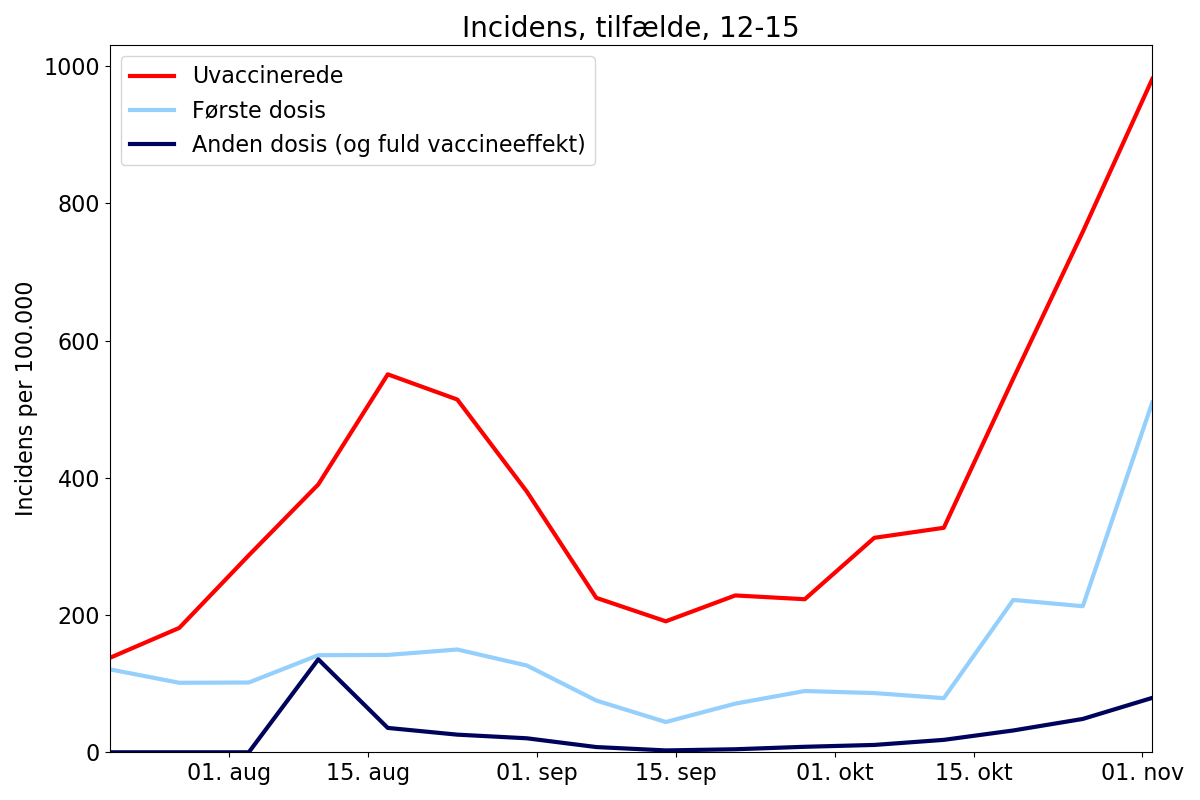 Incidens, tilfælde, 12-15
Uvaccinerede
Første dosis
Anden dosis (og fuld vaccineeffekt)
Incidens per 100.000
1000
800
600
400
200
0
01. aug
15. aug
01. sep
15. sep
01. okt
15. okt
01. nov